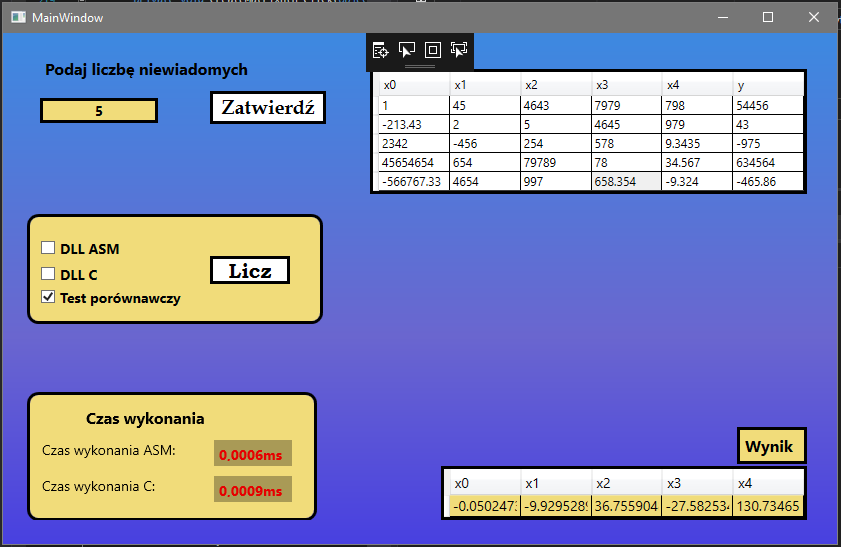 MainWindow
Podaj liczbę niewiadomych
5
Zatwierdź
x0 x1 x2 x3 x4 y
1 45 4643 7979 798 54456
-213.43 2 5 4645 979 43
2342 -456 254 578 9.3435 -975
45654654 654 79789 78 34.567 634564
-566767.33 4654 997 658.354 -9.324 -465.86
DLL ASM
DLL C
Test porównawczy
Licz
Czas wykonania
Czas wykonania ASM: 0,0006ms
Czas wykonania C: 0,0009ms
Wynik
x0 x1 x2 x3 x4
-0.050247 -9.929528 36.755904 -27.58253 130.73465